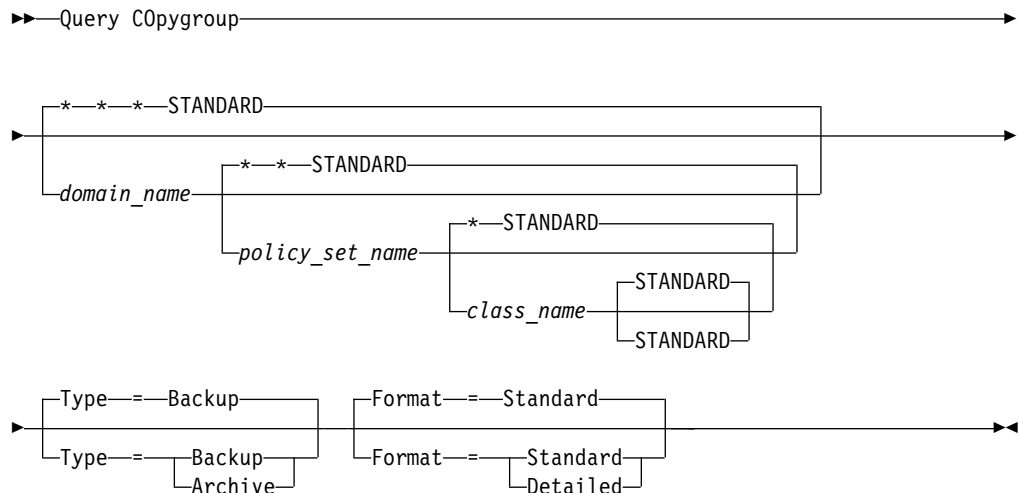 Query COpygroup
* * * STANDARD
domain_name
* * STANDARD
policy_set_name
* STANDARD
class_name
STANDARD
STANDARD
Type = Backup
Type = Backup
Archive
Format = Standard
Format = Standard
Detailed